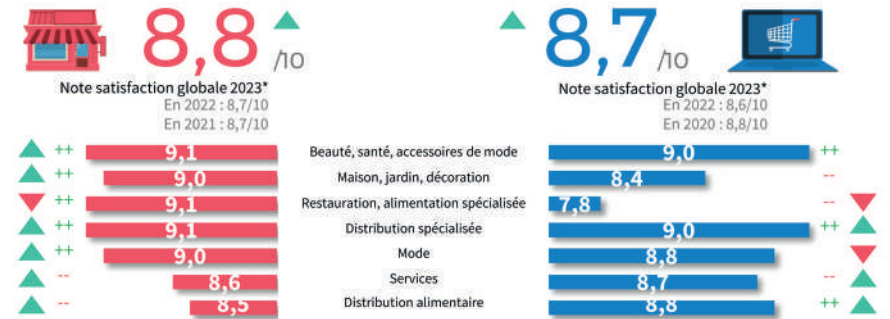 8,8 /10
8,7 /10
Note satisfaction globale 2023*
En 2022 : 8,7/10
En 2021 : 8,7/10
Note satisfaction globale 2023*
En 2022 : 8,6/10
En 2020 : 8,8/10
++ 9,1 Beauté, santé, accessoires de mode 9,0 ++
++ 9,0 Maison, jardin, décoration 8,4 --
++ 9,1 Restauration, alimentation spécialisée 7,8 --
++ 9,1 Distribution spécialisée 9,0 ++
++ 9,0 Mode 8,8
-- 8,6 Services 8,7 --
-- 8,5 Distribution alimentaire 8,8 ++